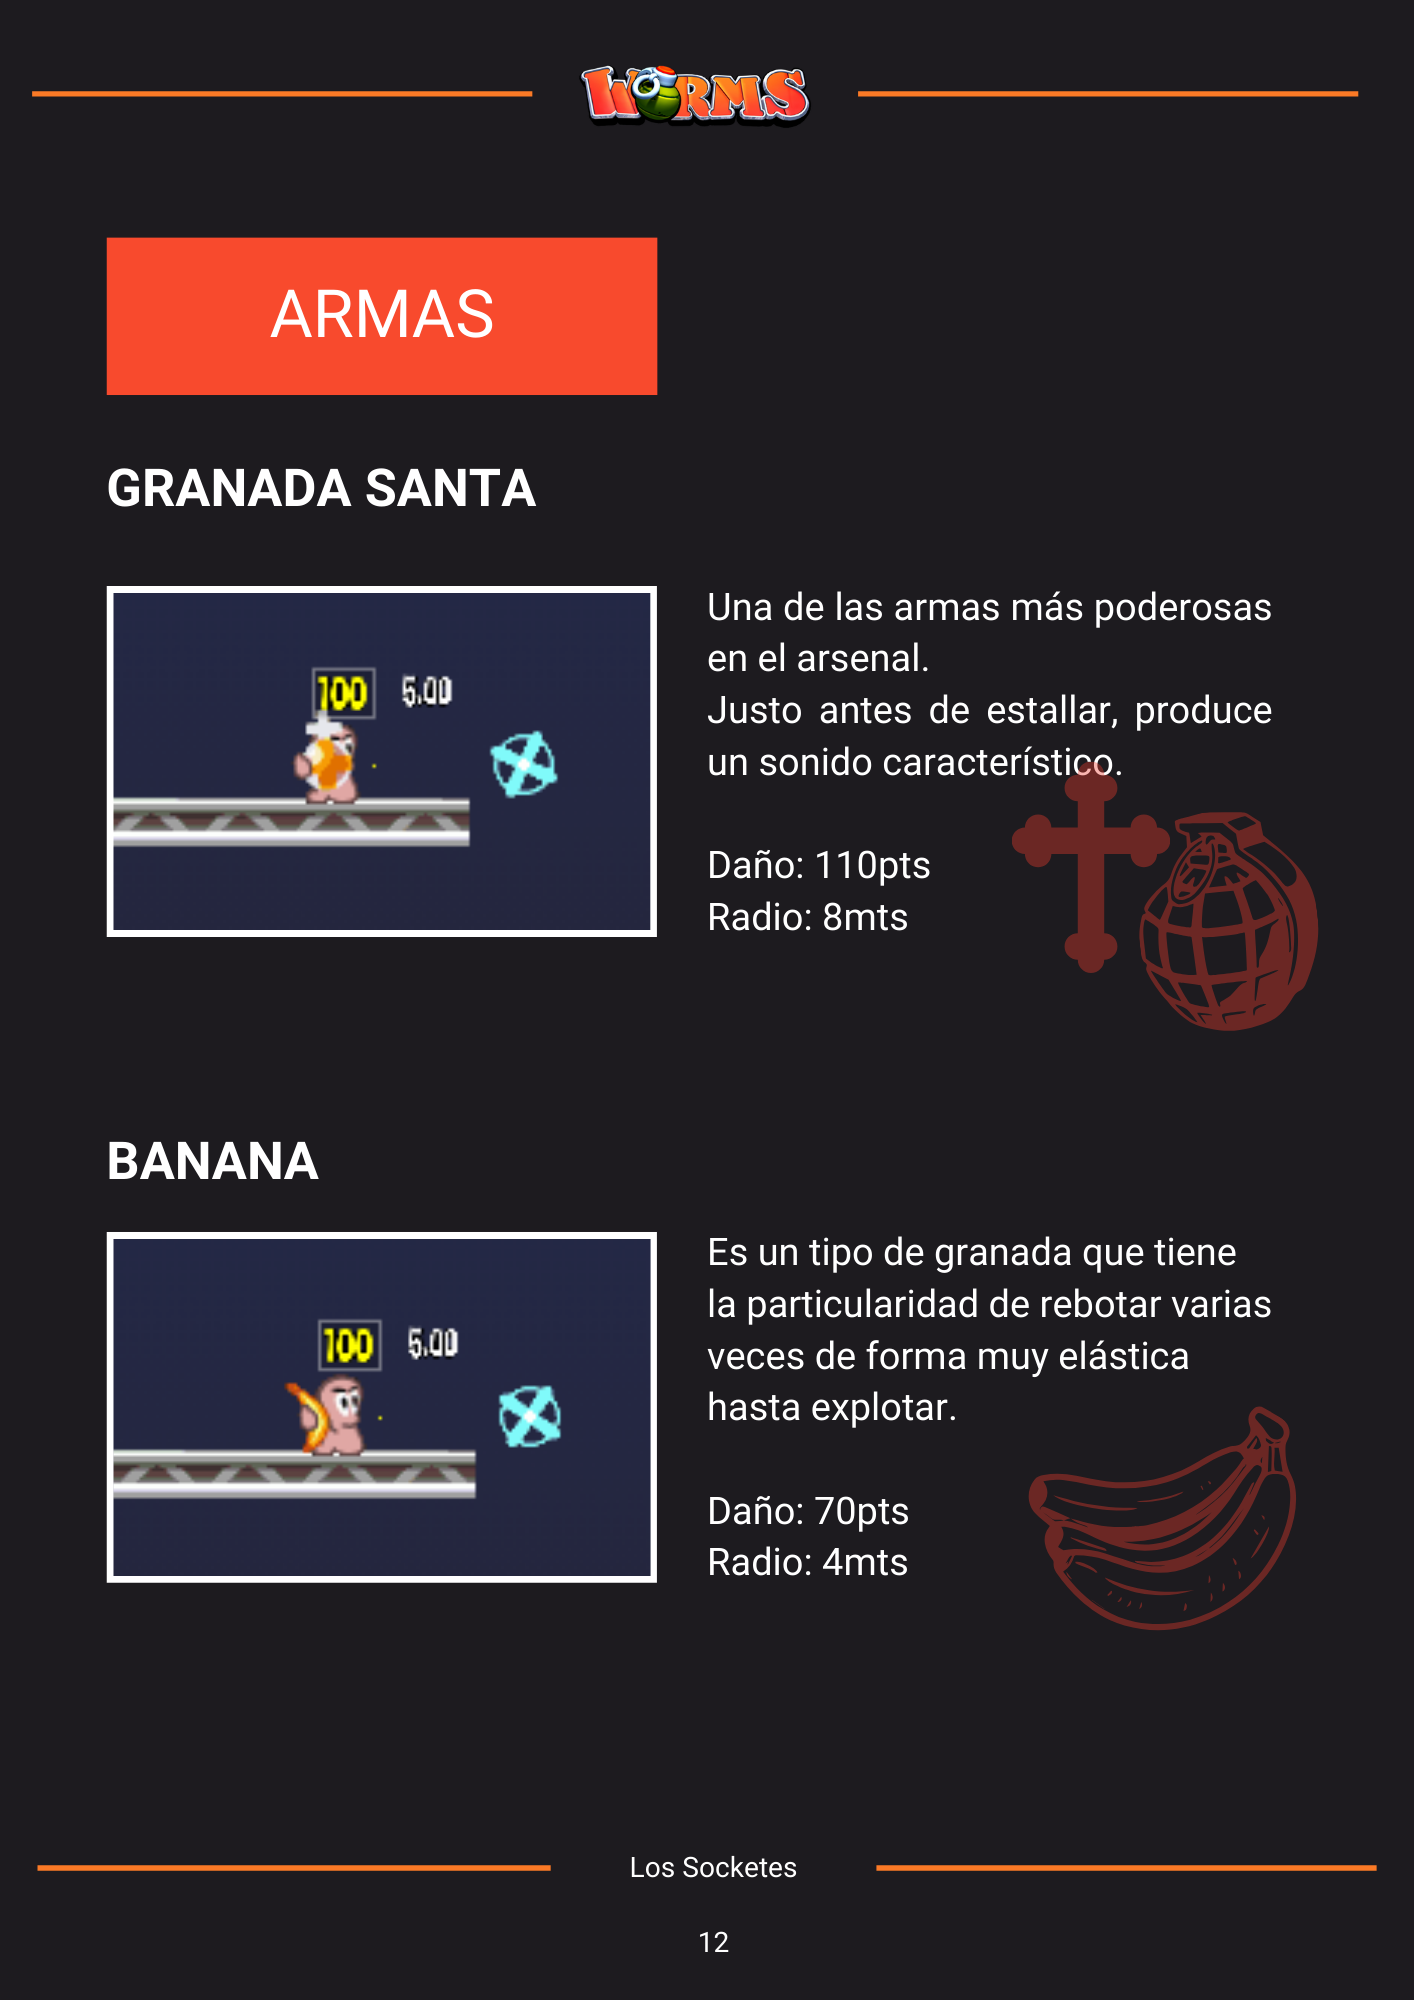 WORMS
ARMAS
GRANADA SANTA
100 5.00
Una de las armas más poderosas
en el arsenal.
Justo antes de estallar, produce
un sonido característico.
Daño: 110pts
Radio: 8mts
BANANA
100 5.00
Es un tipo de granada que tiene
la particularidad de rebotar varias
veces de forma muy elástica
hasta explotar.
Daño: 70pts
Radio: 4mts
Los Socketes
12